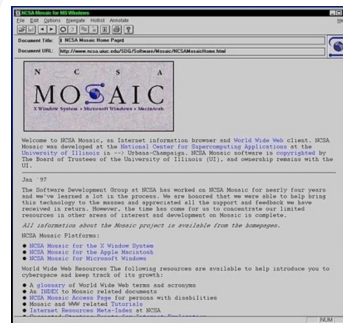 NCSA Mosaic for MS Windows
File Edit Options Navigate Hotlist Annotate
Document Title: NCSA Mosaic Home Page
Document URL: http://www.ncsa.uiuc.edu/SDG/Software/Mosaic/NCSAMosaicHome.html
N C S A
MOSAIC
X Window System • Microsoft Windows • Macintosh
Welcome to NCSA Mosaic, an Internet information browser and World Wide Web client. NCSA
Mosaic was developed at the National Center for Supercomputing Applications at the
University of Illinois in --> Urbana-Champaign. NCSA Mosaic software is copyrighted by
The Board of Trustees of the University of Illinois (UI), and ownership remains with the
UI.
Jan '97
The Software Development Group at NCSA has worked on NCSA Mosaic for nearly four years
and we've learned a lot in the process. We are honored that we were able to help bring
this technology to the masses and appreciated all the support and feedback we have
received in return. However, the time has come for us to concentrate our limited
resources in other areas of interest and development on Mosaic is complete.
All information about the Mosaic project is available from the homepages.
NCSA Mosaic Platforms:
● NCSA Mosaic for the X Window System
● NCSA Mosaic for the Apple Macintosh
● NCSA Mosaic for Microsoft Windows
World Wide Web Resources The following resources are available to help introduce you to
cyberspace and keep track of its growth:
● A glossary of World Wide Web terms and acronyms
● An INDEX to Mosaic related documents
● NCSA Mosaic Access Page for persons with disabilities
● Mosaic and WWW related Tutorials
● Internet Resources Meta-Index at NCSA
NUM